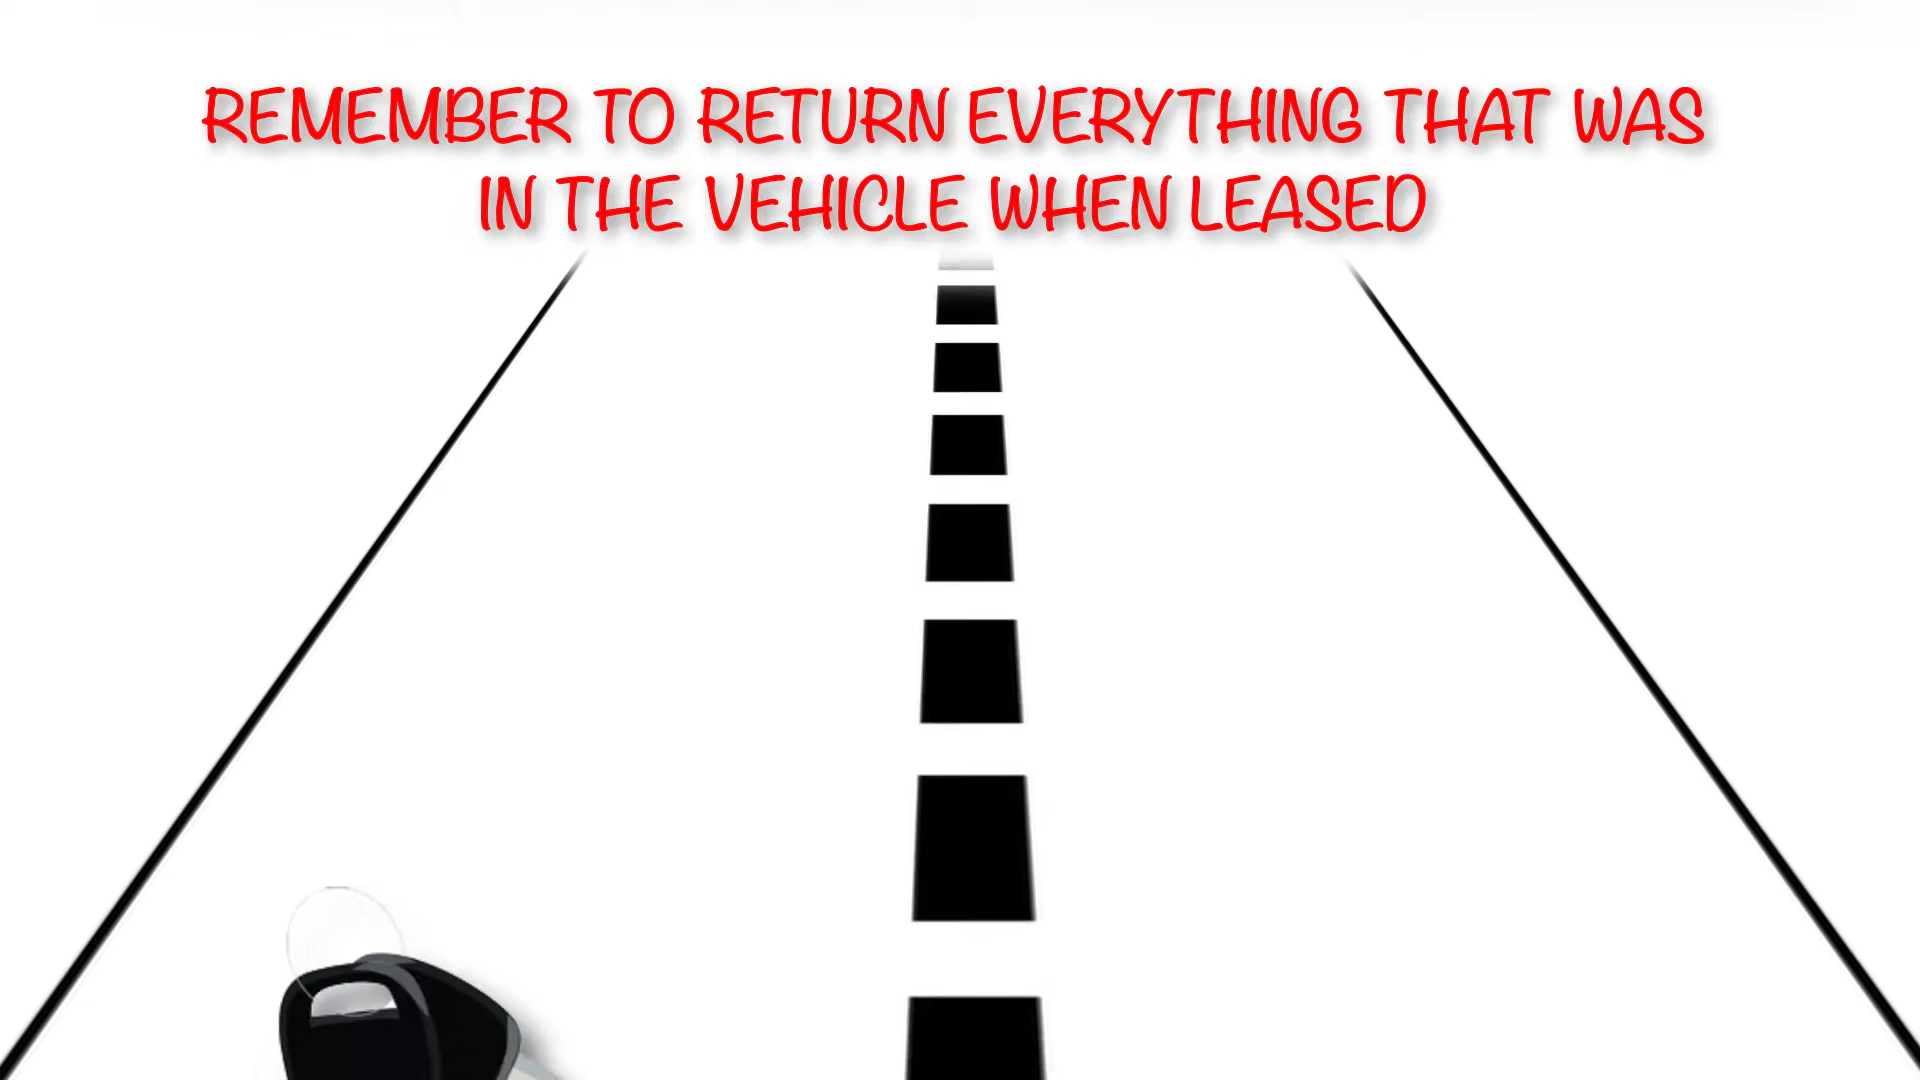 REMEMBER TO RETURN EVERYTHING THAT WAS
IN THE VEHICLE WHEN LEASED